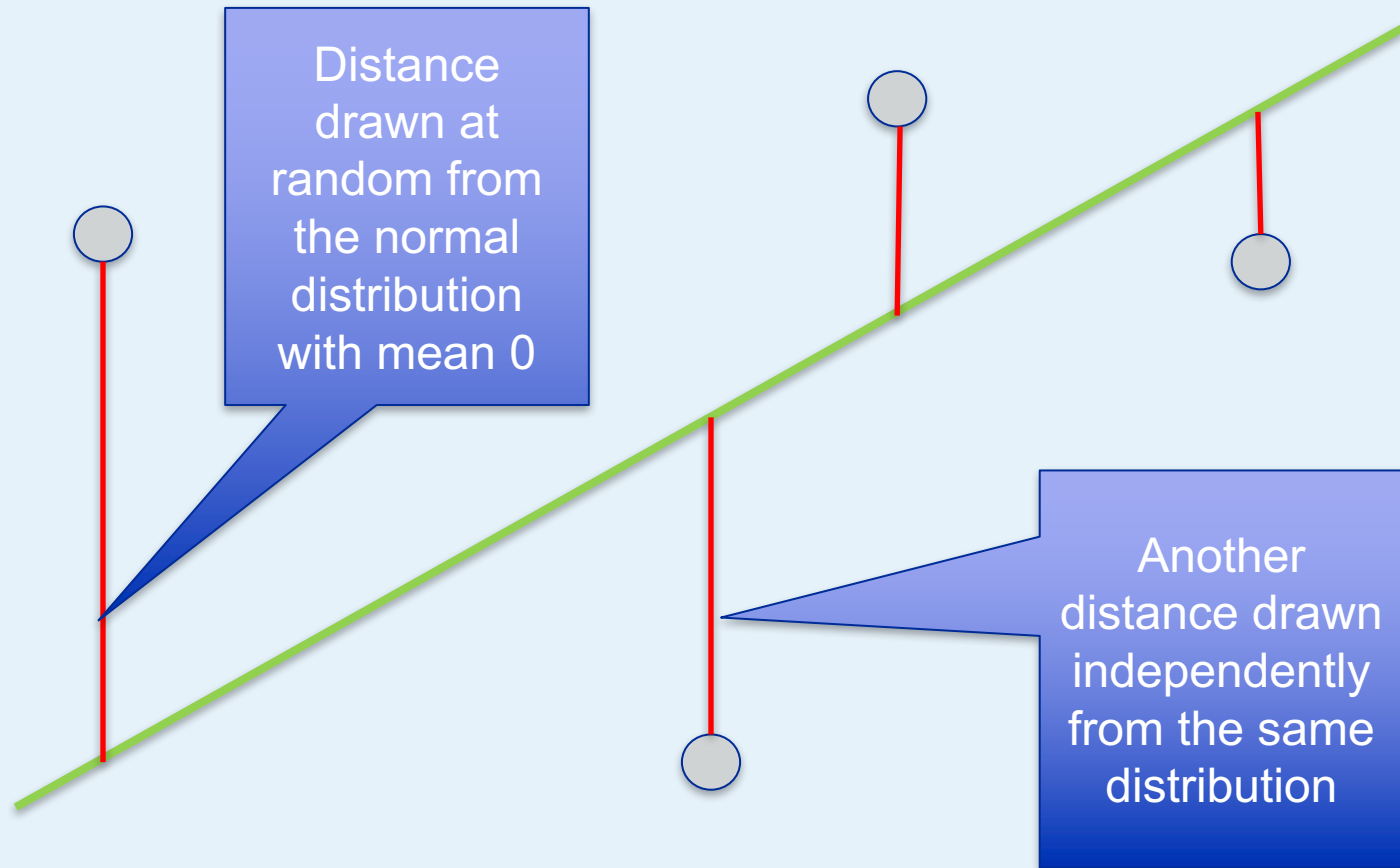 Distance
drawn at
random from
the normal
distribution
with mean 0
Another
distance drawn
independently
from the same
distribution